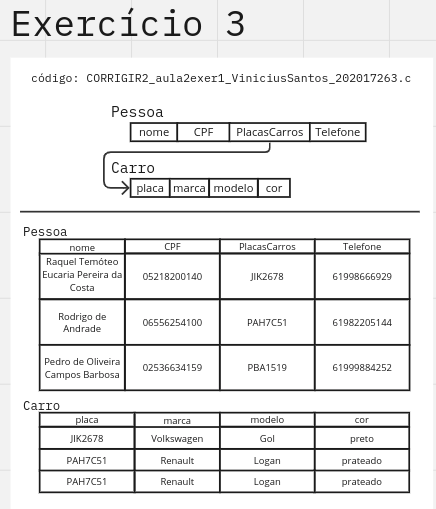 Exercício 3
código: CORRIGIR2_aula2exer1_ViniciusSantos_202017263.c
Pessoa
nome CPF PlacasCarros Telefone
Carro
placa marca modelo cor
Pessoa
nome CPF PlacasCarros Telefone
Raquel Temóteo
Eucaria Pereira da
Costa
05218200140 JIK2678 61998666929
Rodrigo de
Andrade
06556254100 PAH7C51 61982205144
Pedro de Oliveira
Campos Barbosa
02536634159 PBA1519 61999884252
Carro
placa marca modelo cor
JIK2678 Volkswagen Gol preto
PAH7C51 Renault Logan prateado
PAH7C51 Renault Logan prateado